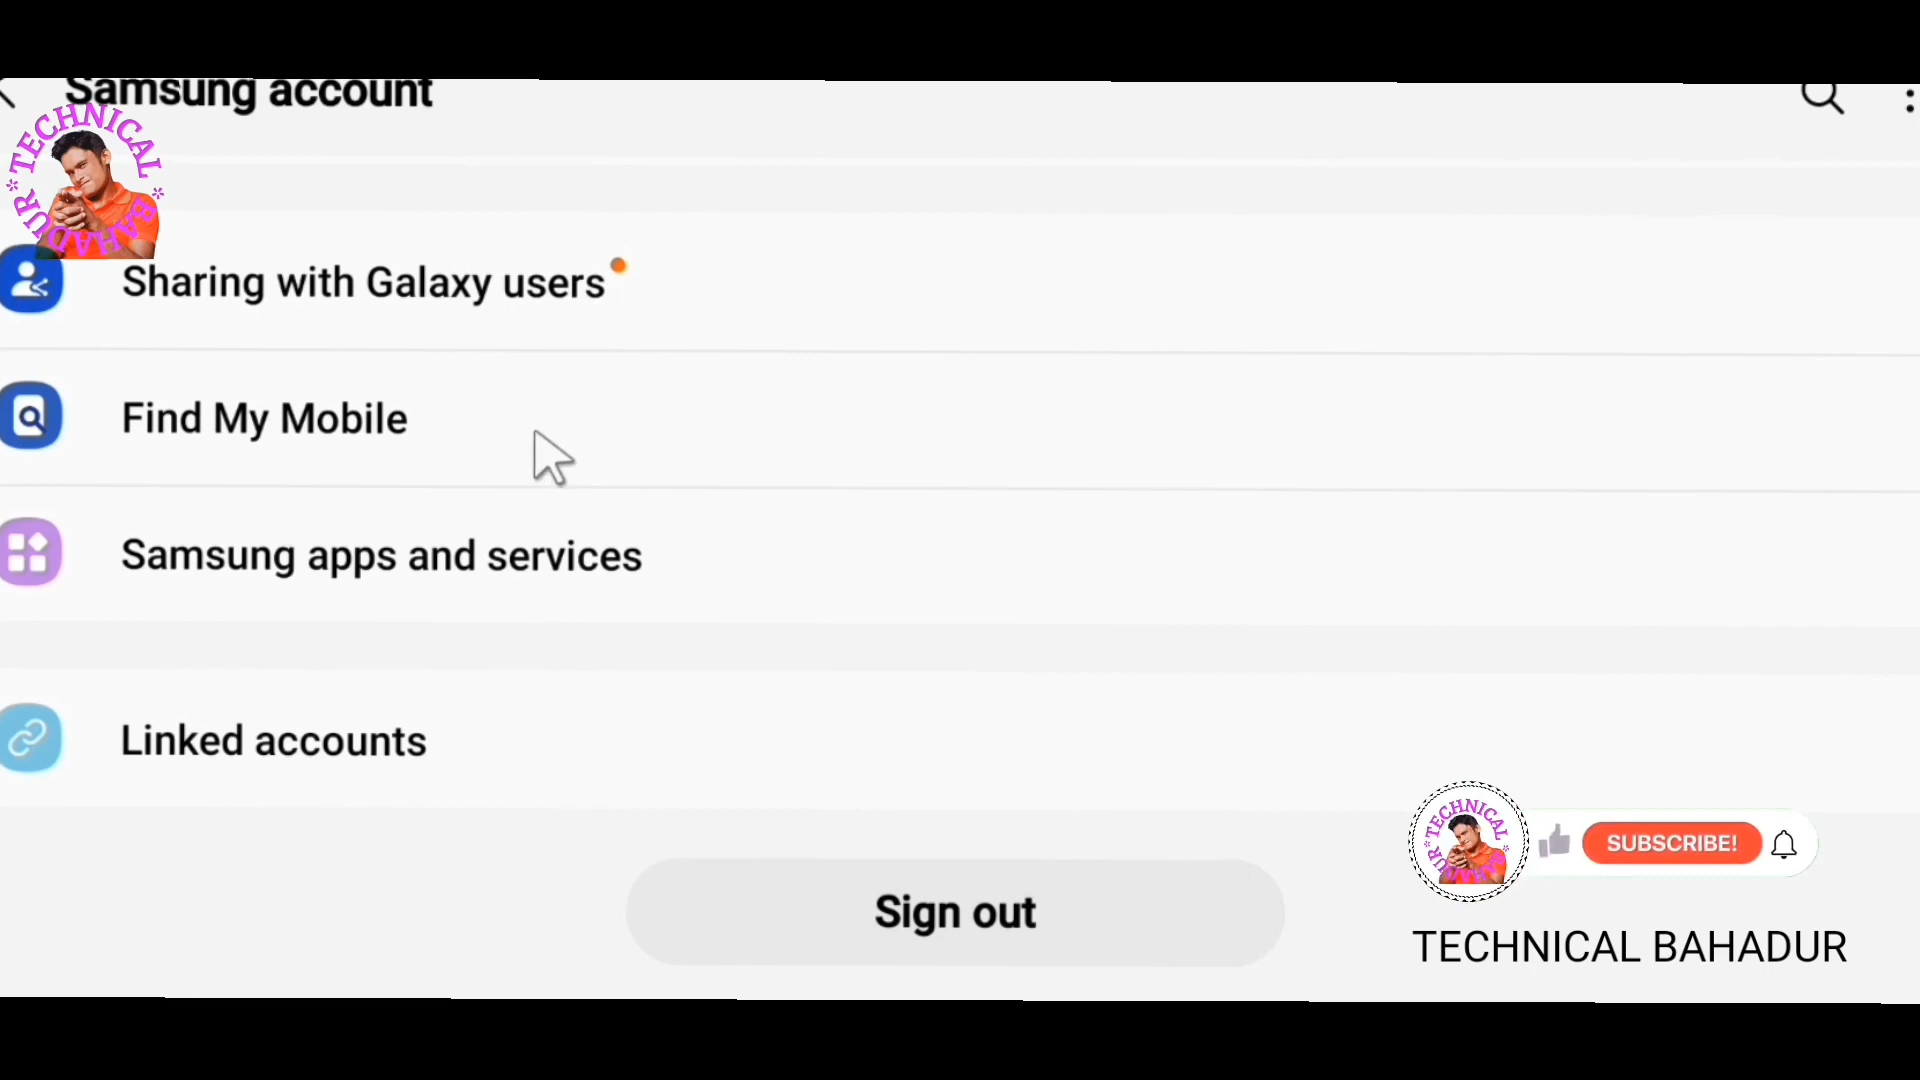 Samsung account
TECHNICAL
BAHADUR
Sharing with Galaxy users
Find My Mobile
Samsung apps and services
Linked accounts
Sign out
TECHNICAL
BAHADUR
SUBSCRIBE!
TECHNICAL BAHADUR